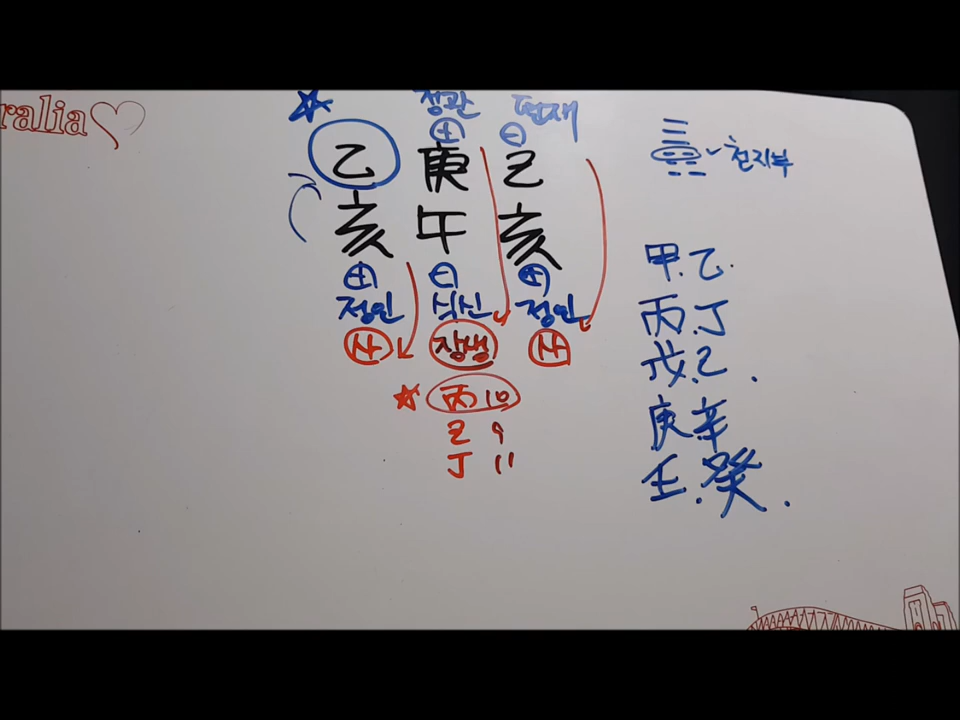 ralia
정관 편재
+ -
乙 庚 己
亥 午 亥
+ - +
정인 식신 정인
사 장생 사
丙 10
己 9
丁 11
천지부
甲.乙.
丙.丁
戊.己.
庚辛
壬.癸.